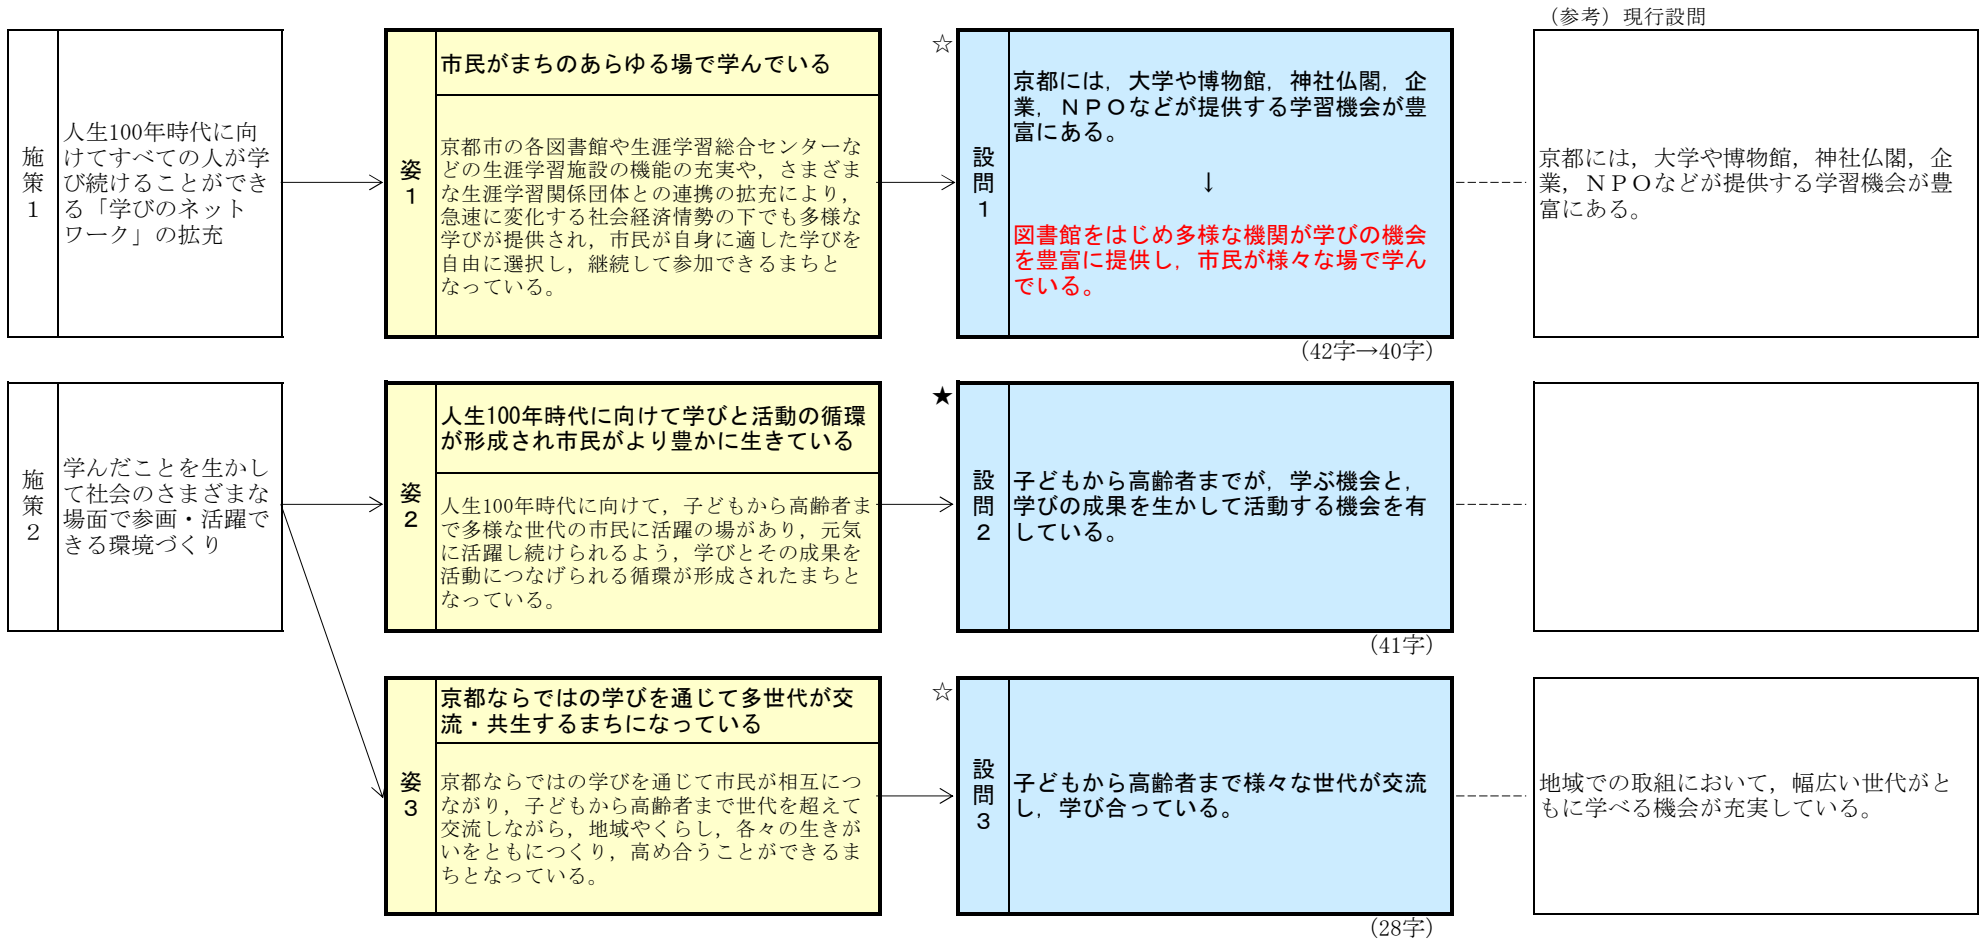 （参考）現行設問
施策１
人生100年時代に向
けてすべての人が学
び続けることができ
る「学びのネット
ワーク」の拡充
姿１
市民がまちのあらゆる場で学んでいる
京都市の各図書館や生涯学習総合センターな
どの生涯学習施設の機能の充実や，さまざま
な生涯学習関係団体との連携の拡充により，
急速に変化する社会経済情勢の下でも多様な
学びが提供され，市民が自身に適した学びを
自由に選択し，継続して参加できるまちと
なっている。
☆
設問１
京都には，大学や博物館，神社仏閣，企
業，ＮＰＯなどが提供する学習機会が豊
富にある。
↓
図書館をはじめ多様な機関が学びの機会
を豊富に提供し，市民が様々な場で学ん
でいる。
（42字→40字）
京都には，大学や博物館，神社仏閣，企
業，ＮＰＯなどが提供する学習機会が豊
富にある。
施策２
学んだことを生かし
て社会のさまざまな
場面で参画・活躍で
きる環境づくり
姿２
人生100年時代に向けて学びと活動の循環
が形成され市民がより豊かに生きている
人生100年時代に向けて，子どもから高齢者ま
で多様な世代の市民に活躍の場があり，元気
に活躍し続けられるよう，学びとその成果を
活動につなげられる循環が形成されたまちと
なっている。
★
設問２
子どもから高齢者までが，学ぶ機会と，
学びの成果を生かして活動する機会を有
している。
（41字）
姿３
京都ならではの学びを通じて多世代が交
流・共生するまちになっている
京都ならではの学びを通じて市民が相互につ
ながり，子どもから高齢者まで世代を超えて
交流しながら，地域やくらし，各々の生きが
いをともにつくり，高め合うことができるま
ちとなっている。
☆
設問３
子どもから高齢者まで様々な世代が交流
し，学び合っている。
（28字）
地域での取組において，幅広い世代がと
もに学べる機会が充実している。